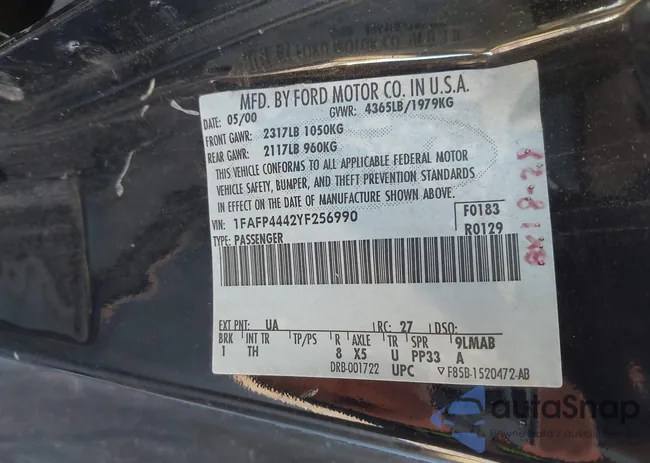 MFD. BY FORD MOTOR CO. IN U.S.A.
DATE: 05/00 GVWR: 4365LB/1979KG
FRONT GAWR: 2317LB 1050KG
REAR GAWR: 2117LB 960KG
THIS VEHICLE CONFORMS TO ALL APPLICABLE FEDERAL MOTOR
VEHICLE SAFETY, BUMPER, AND THEFT PREVENTION STANDARDS
IN EFFECT ON THE DATE OF MANUFACTURE SHOWN ABOVE.
VIN: 1FAFP4442YF256990 F0183
TYPE: PASSENGER R0129
EXT PNT: UA RC: 27 DSO:
BRK INT TR TP/PS R AXLE TR SPR 9LMAB
1 TH 8 X5 U PP33 A
DRB-001722 UPC ▽F85B-1520472-AB
autoSnap